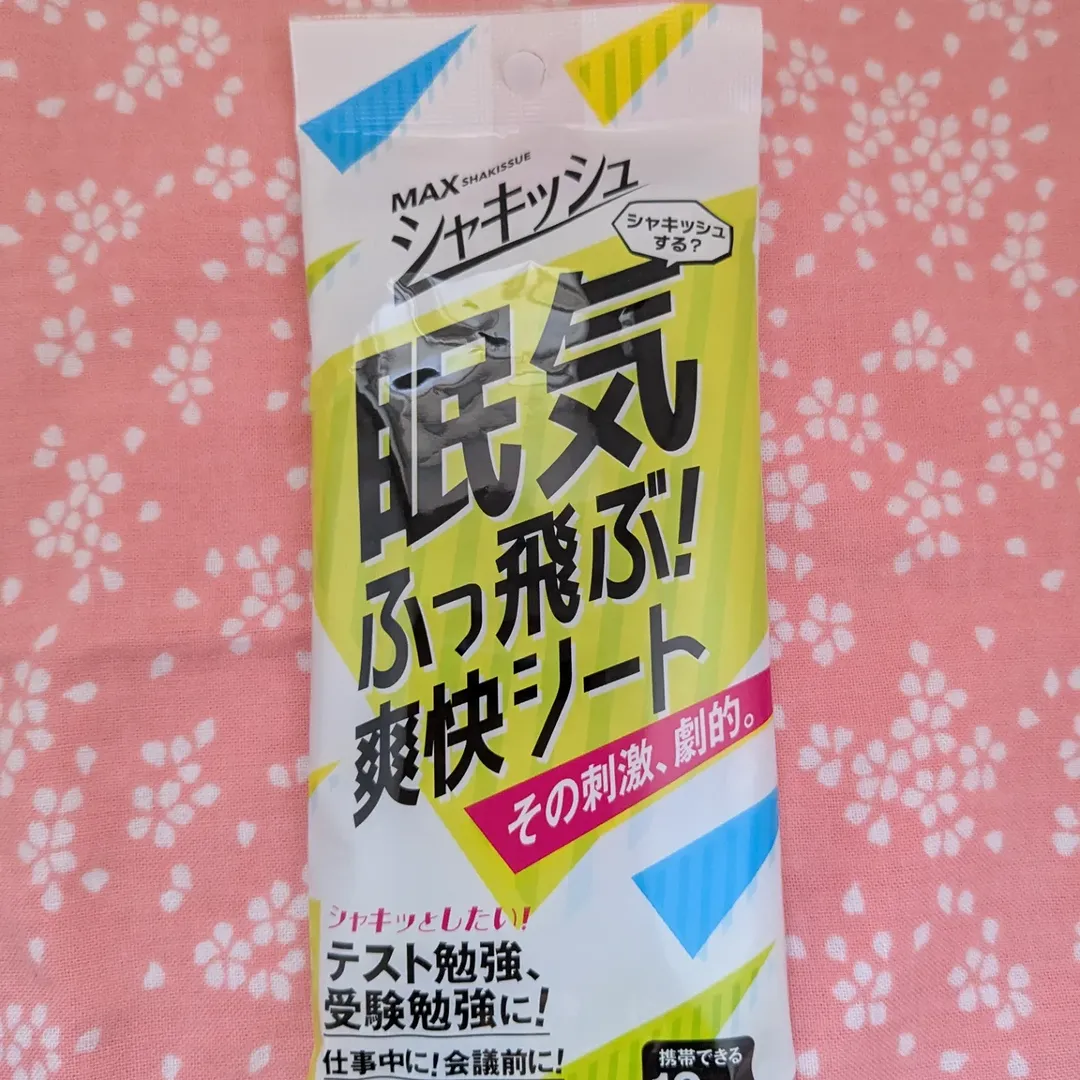 MAX SHAKISSUE
シャキッシュ
シャキッシュ
する?
眠気
ふっ飛ぶ!
爽快シート
その刺激、劇的。
シャキッとしたい!
テスト勉強、
受験勉強に!
仕事中に!会議前に!
携帯できる